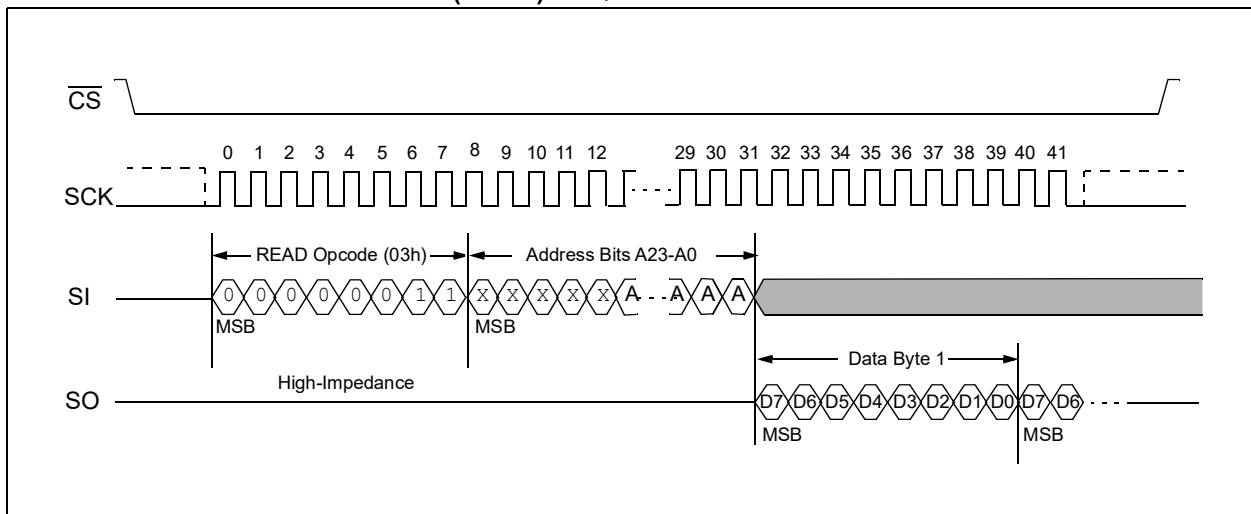 CS
0 1 2 3 4 5 6 7 8 9 10 11 12 29 30 31 32 33 34 35 36 37 38 39 40 41
SCK
READ Opcode (03h) Address Bits A23-A0
SI 0 0 0 0 0 0 1 1 X X X X X A A A A
MSB MSB
Data Byte 1
High-Impedance
SO D7 D6 D5 D4 D3 D2 D1 D0 D7 D6
MSB MSB